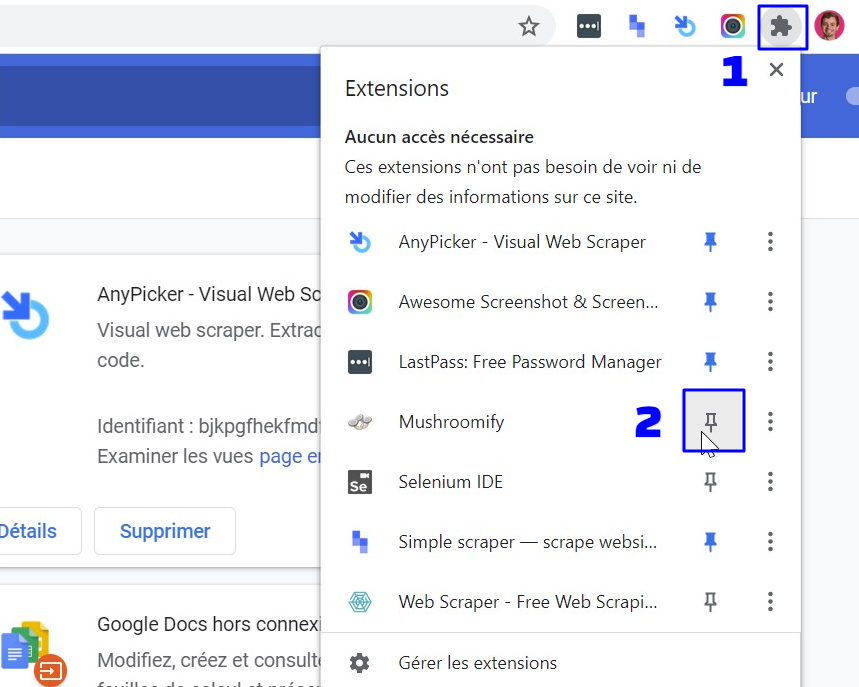 1
ur
Extensions
Aucun accès nécessaire
Ces extensions n'ont pas besoin de voir ni de
modifier des informations sur ce site.
AnyPicker - Visual Web Scraper
Awesome Screenshot & Screen...
LastPass: Free Password Manager
Mushroomify
2
Se
Selenium IDE
Simple scraper — scrape websi...
Web Scraper - Free Web Scrapi...
Gérer les extensions
AnyPicker - Visual Web Sc
Visual web scraper. Extrac
code.
Identifiant : bjkpgfhekfmd
Examiner les vues page e
Détails
Supprimer
Google Docs hors connexi
Modifiez, créez et consult